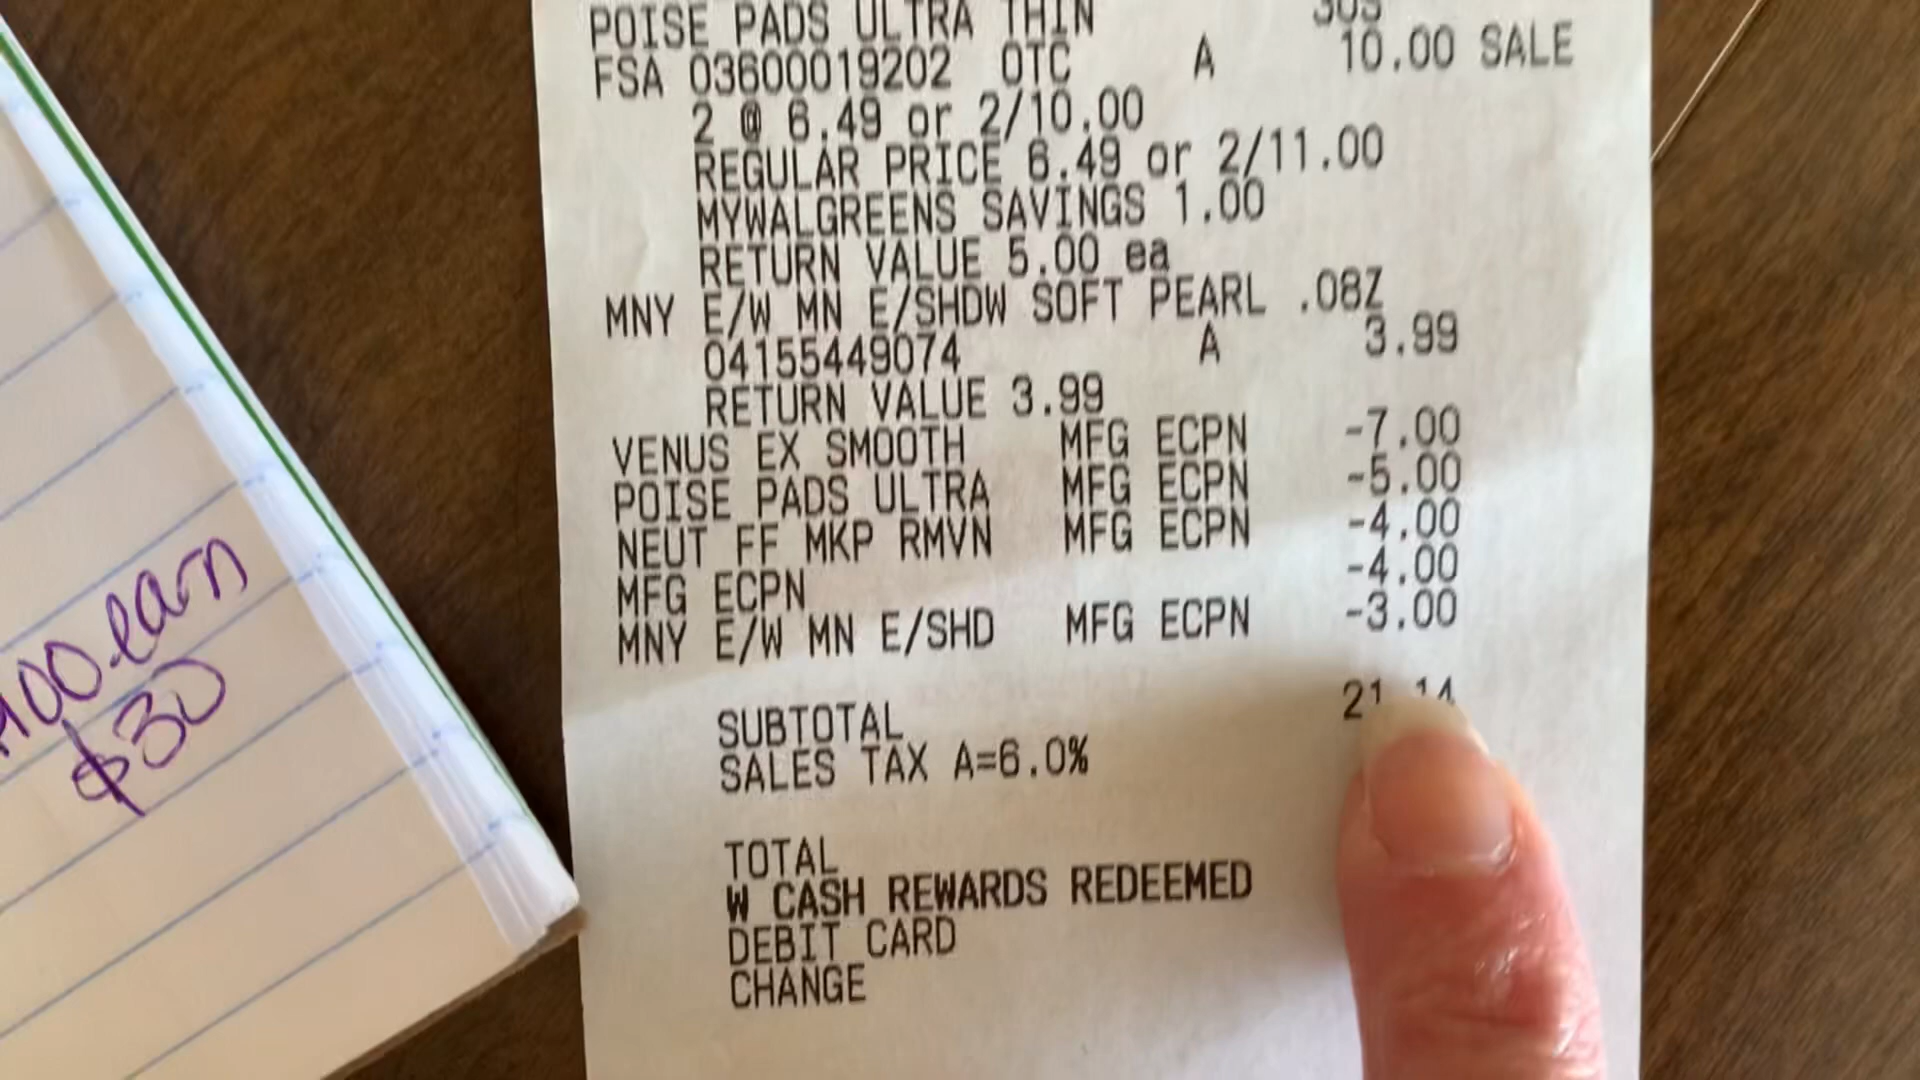 POISE PADS ULTRA THIN 30S
FSA 03600019202 OTC A 10.00 SALE
2 @ 6.49 or 2/10.00
REGULAR PRICE 6.49 or 2/11.00
MYWALGREENS SAVINGS 1.00
RETURN VALUE 5.00 ea
MNY E/W MN E/SHDW SOFT PEARL .08Z
04155449074 A 3.99
RETURN VALUE 3.99
VENUS EX SMOOTH MFG ECPN -7.00
POISE PADS ULTRA MFG ECPN -5.00
NEUT FF MKP RMVN MFG ECPN -4.00
MFG ECPN -4.00
MNY E/W MN E/SHD MFG ECPN -3.00
SUBTOTAL
SALES TAX A=6.0%
TOTAL
W CASH REWARDS REDEEMED
DEBIT CARD
CHANGE
earn
$30